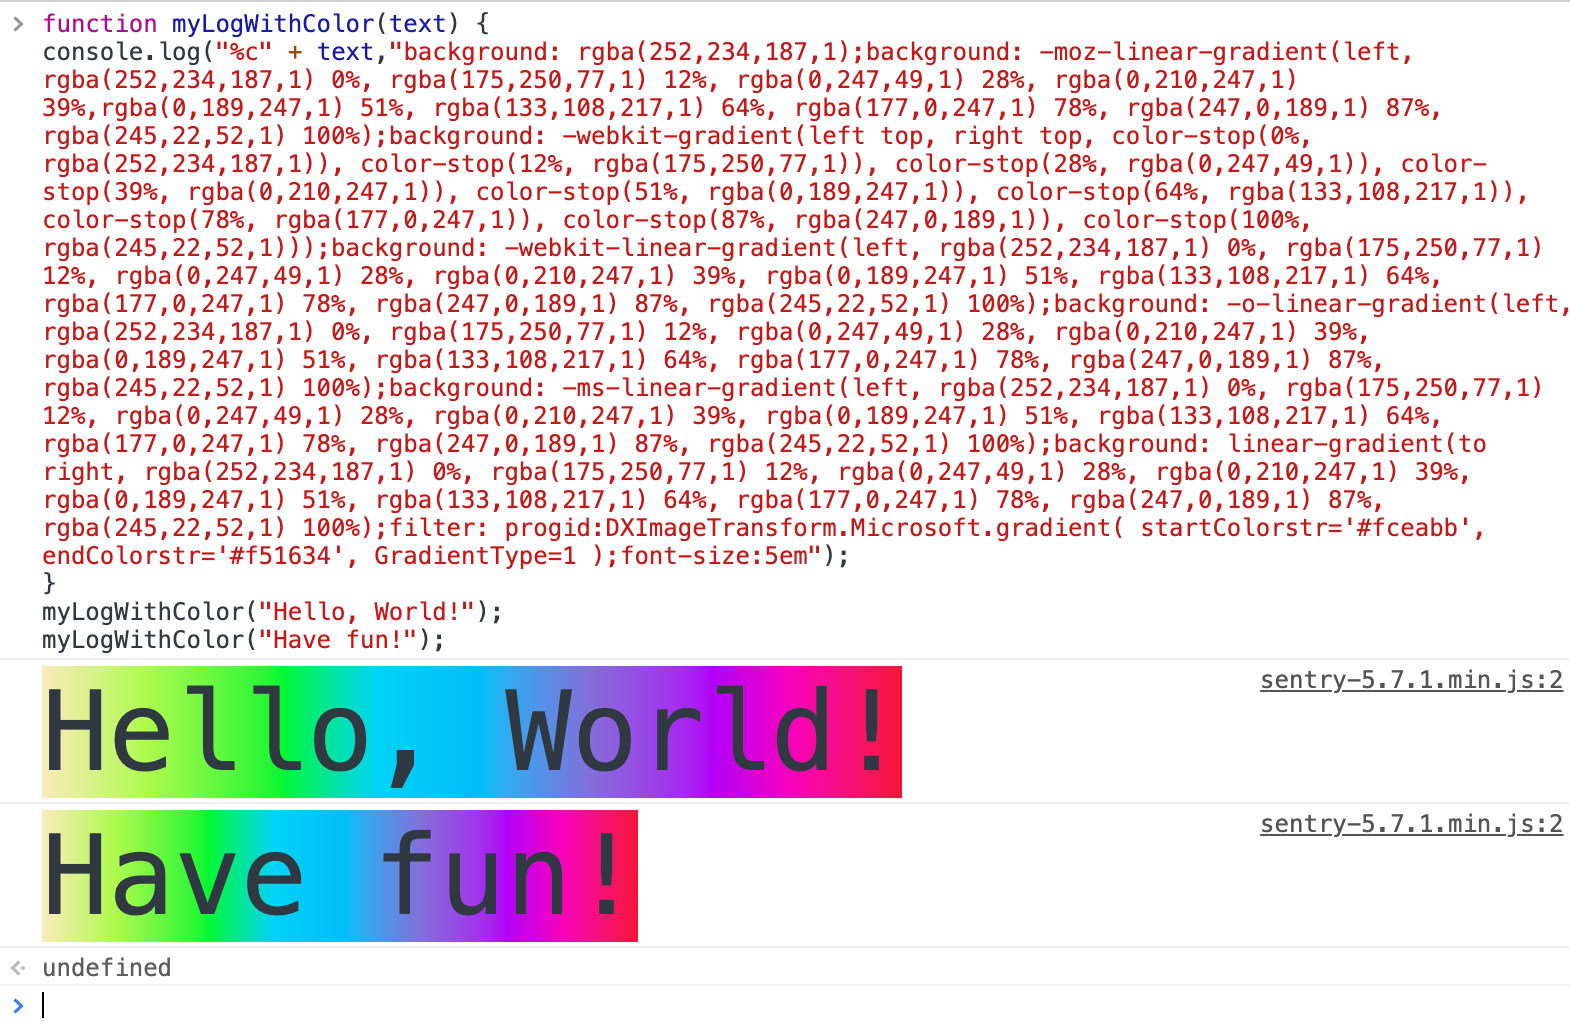 > function myLogWithColor(text) {
console.log("%c" + text,"background: rgba(252,234,187,1);background: -moz-linear-gradient(left,
rgba(252,234,187,1) 0%, rgba(175,250,77,1) 12%, rgba(0,247,49,1) 28%, rgba(0,210,247,1)
39%,rgba(0,189,247,1) 51%, rgba(133,108,217,1) 64%, rgba(177,0,247,1) 78%, rgba(247,0,189,1) 87%,
rgba(245,22,52,1) 100%);background: -webkit-gradient(left top, right top, color-stop(0%,
rgba(252,234,187,1)), color-stop(12%, rgba(175,250,77,1)), color-stop(28%, rgba(0,247,49,1)), color-
stop(39%, rgba(0,210,247,1)), color-stop(51%, rgba(0,189,247,1)), color-stop(64%, rgba(133,108,217,1)),
color-stop(78%, rgba(177,0,247,1)), color-stop(87%, rgba(247,0,189,1)), color-stop(100%,
rgba(245,22,52,1)));background: -webkit-linear-gradient(left, rgba(252,234,187,1) 0%, rgba(175,250,77,1)
12%, rgba(0,247,49,1) 28%, rgba(0,210,247,1) 39%, rgba(0,189,247,1) 51%, rgba(133,108,217,1) 64%,
rgba(177,0,247,1) 78%, rgba(247,0,189,1) 87%, rgba(245,22,52,1) 100%);background: -o-linear-gradient(left,
rgba(252,234,187,1) 0%, rgba(175,250,77,1) 12%, rgba(0,247,49,1) 28%, rgba(0,210,247,1) 39%,
rgba(0,189,247,1) 51%, rgba(133,108,217,1) 64%, rgba(177,0,247,1) 78%, rgba(247,0,189,1) 87%,
rgba(245,22,52,1) 100%);background: -ms-linear-gradient(left, rgba(252,234,187,1) 0%, rgba(175,250,77,1)
12%, rgba(0,247,49,1) 28%, rgba(0,210,247,1) 39%, rgba(0,189,247,1) 51%, rgba(133,108,217,1) 64%,
rgba(177,0,247,1) 78%, rgba(247,0,189,1) 87%, rgba(245,22,52,1) 100%);background: linear-gradient(to
right, rgba(252,234,187,1) 0%, rgba(175,250,77,1) 12%, rgba(0,247,49,1) 28%, rgba(0,210,247,1) 39%,
rgba(0,189,247,1) 51%, rgba(133,108,217,1) 64%, rgba(177,0,247,1) 78%, rgba(247,0,189,1) 87%,
rgba(245,22,52,1) 100%);filter: progid:DXImageTransform.Microsoft.gradient( startColorstr='#fceabb',
endColorstr='#f51634', GradientType=1 );font-size:5em");
}
myLogWithColor("Hello, World!");
myLogWithColor("Have fun!");
Hello, World! sentry-5.7.1.min.js:2
Have fun! sentry-5.7.1.min.js:2
undefined
>